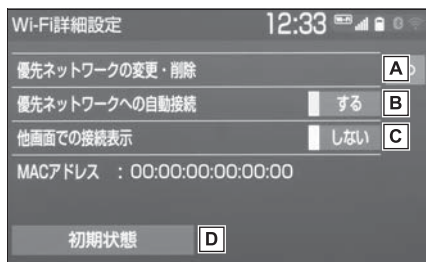 Wi-Fi詳細設定 12:33
優先ネットワークの変更・削除 A
優先ネットワークへの自動接続 する B
他画面での接続表示 しない C
MACアドレス : 00:00:00:00:00:00
初期状態 D